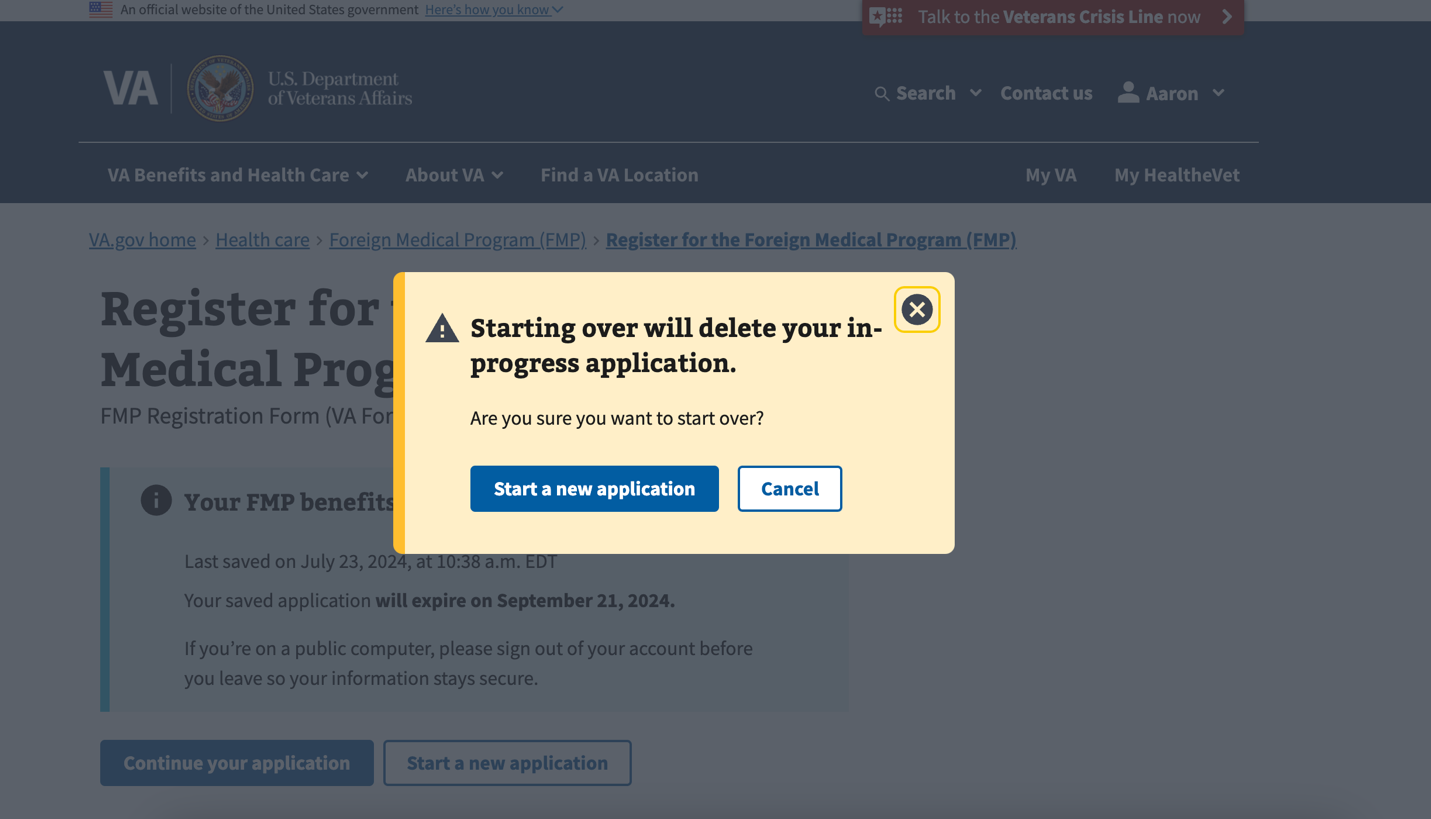 An official website of the United States government Here's how you know
Talk to the Veterans Crisis Line now
VA
U.S. Department
of Veterans Affairs
Search
Contact us
Aaron
VA Benefits and Health Care
About VA
Find a VA Location
My VA
My HealtheVet
VA.gov home › Health care › Foreign Medical Program (FMP) › Register for the Foreign Medical Program (FMP)
Register for
Medical Prog
FMP Registration Form (VA For
Starting over will delete your in-
progress application.
Are you sure you want to start over?
Start a new application
Cancel
Your FMP benefits
Last saved on July 23, 2024, at 10:38 a.m. EDT
Your saved application will expire on September 21, 2024.
If you’re on a public computer, please sign out of your account before
you leave so your information stays secure.
Continue your application
Start a new application